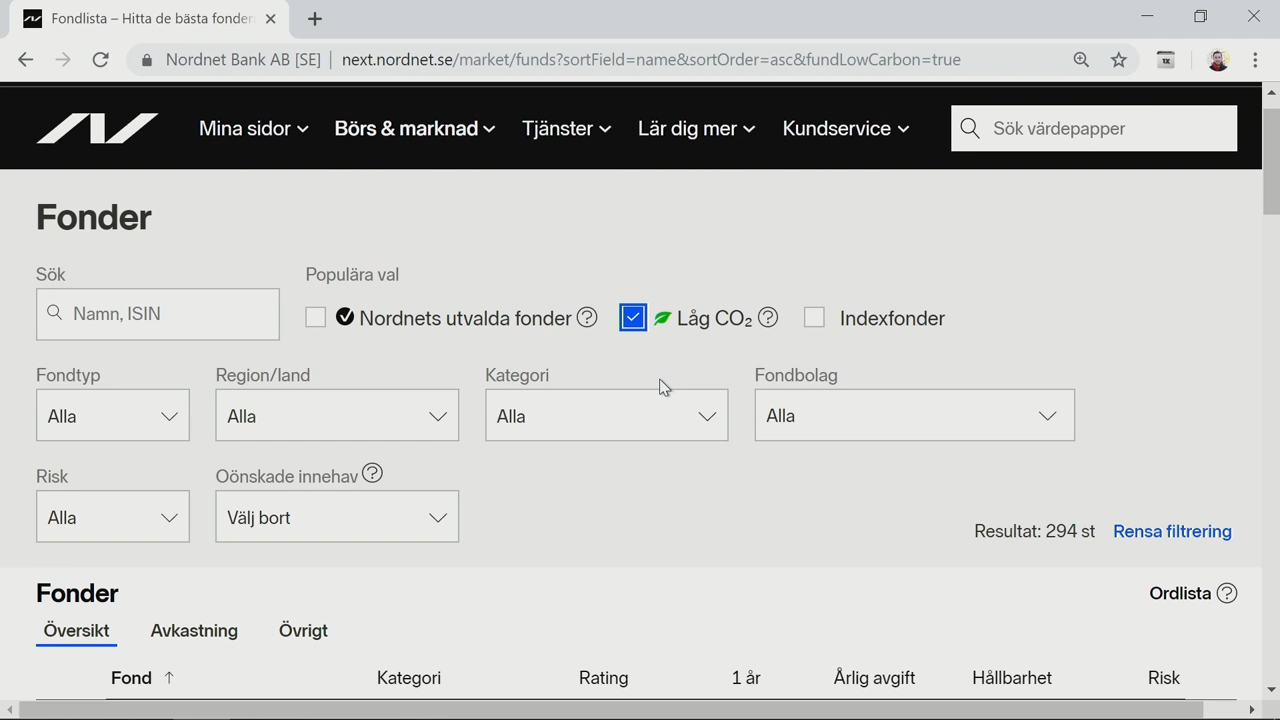 Fondlista – Hitta de bästa fonder
Nordnet Bank AB [SE] | next.nordnet.se/market/funds?sortField=name&sortOrder=asc&fundLowCarbon=true
Mina sidor Börs & marknad Tjänster Lär dig mer Kundservice Sök värdepapper
Fonder
Sök Populära val
Namn, ISIN Nordnets utvalda fonder ? Låg CO₂ ? Indexfonder
Fondtyp Region/land Kategori Fondbolag
Alla Alla Alla Alla
Risk Oönskade innehav ?
Alla Välj bort
Resultat: 294 st Rensa filtrering
Fonder Ordlista ?
Översikt Avkastning Övrigt
Fond ↑ Kategori Rating 1 år Årlig avgift Hållbarhet Risk